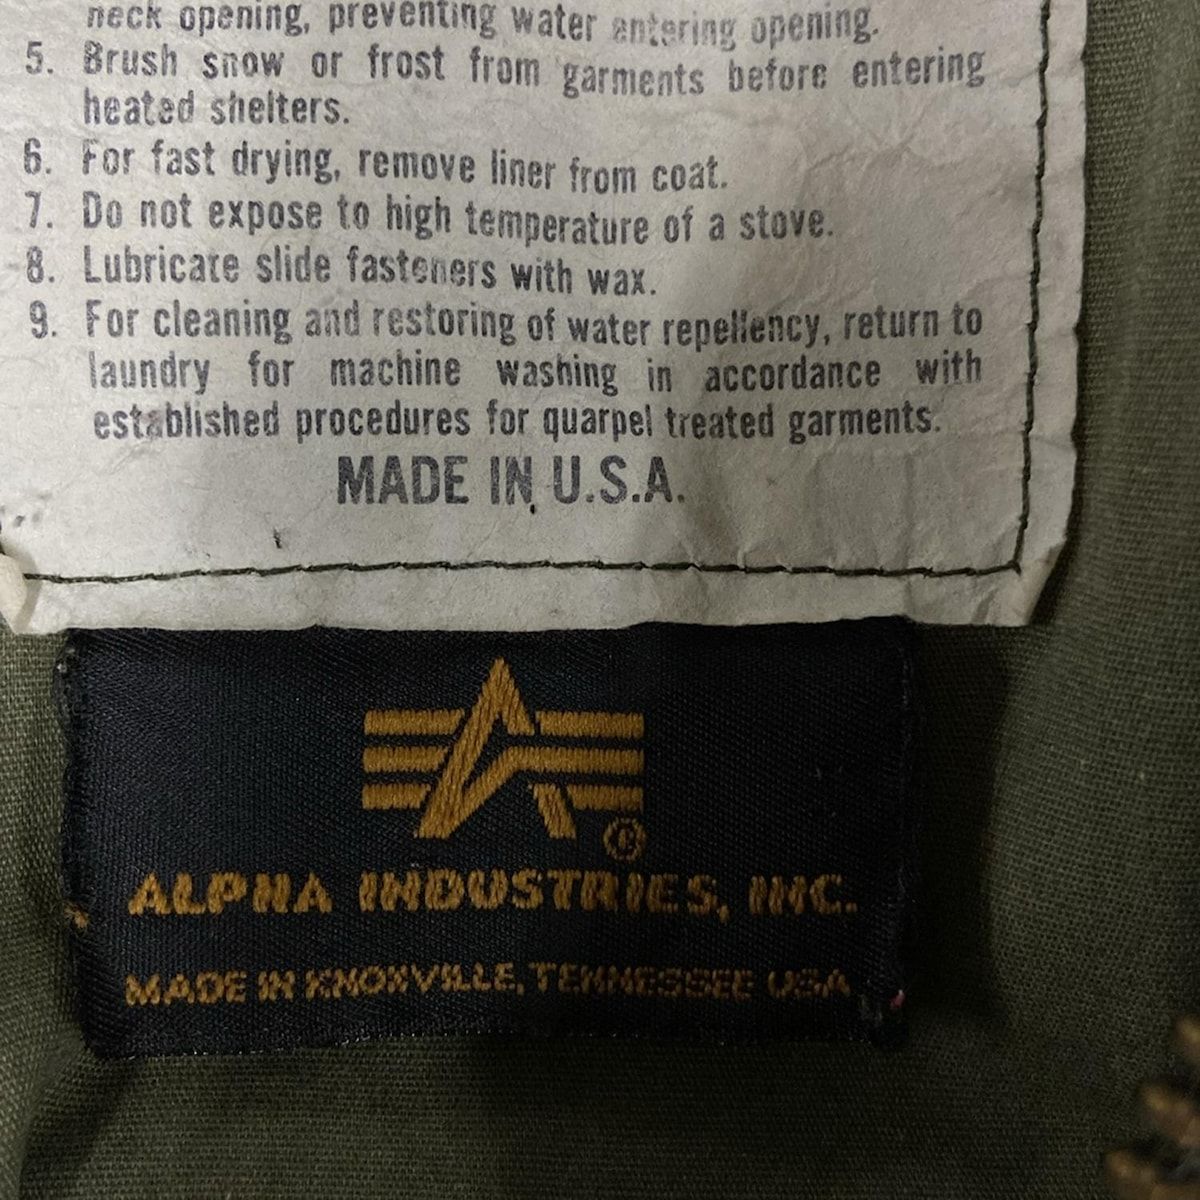 neck opening, preventing water entering opening.
5. Brush snow or frost from garments before entering
heated shelters.
6. For fast drying, remove liner from coat.
7. Do not expose to high temperature of a stove.
8. Lubricate slide fasteners with wax.
9. For cleaning and restoring of water repellency, return to
laundry for machine washing in accordance with
established procedures for quarpel treated garments.
MADE IN U.S.A.
ALPHA INDUSTRIES, INC.
MADE IN KNOXVILLE, TENNESSEE USA